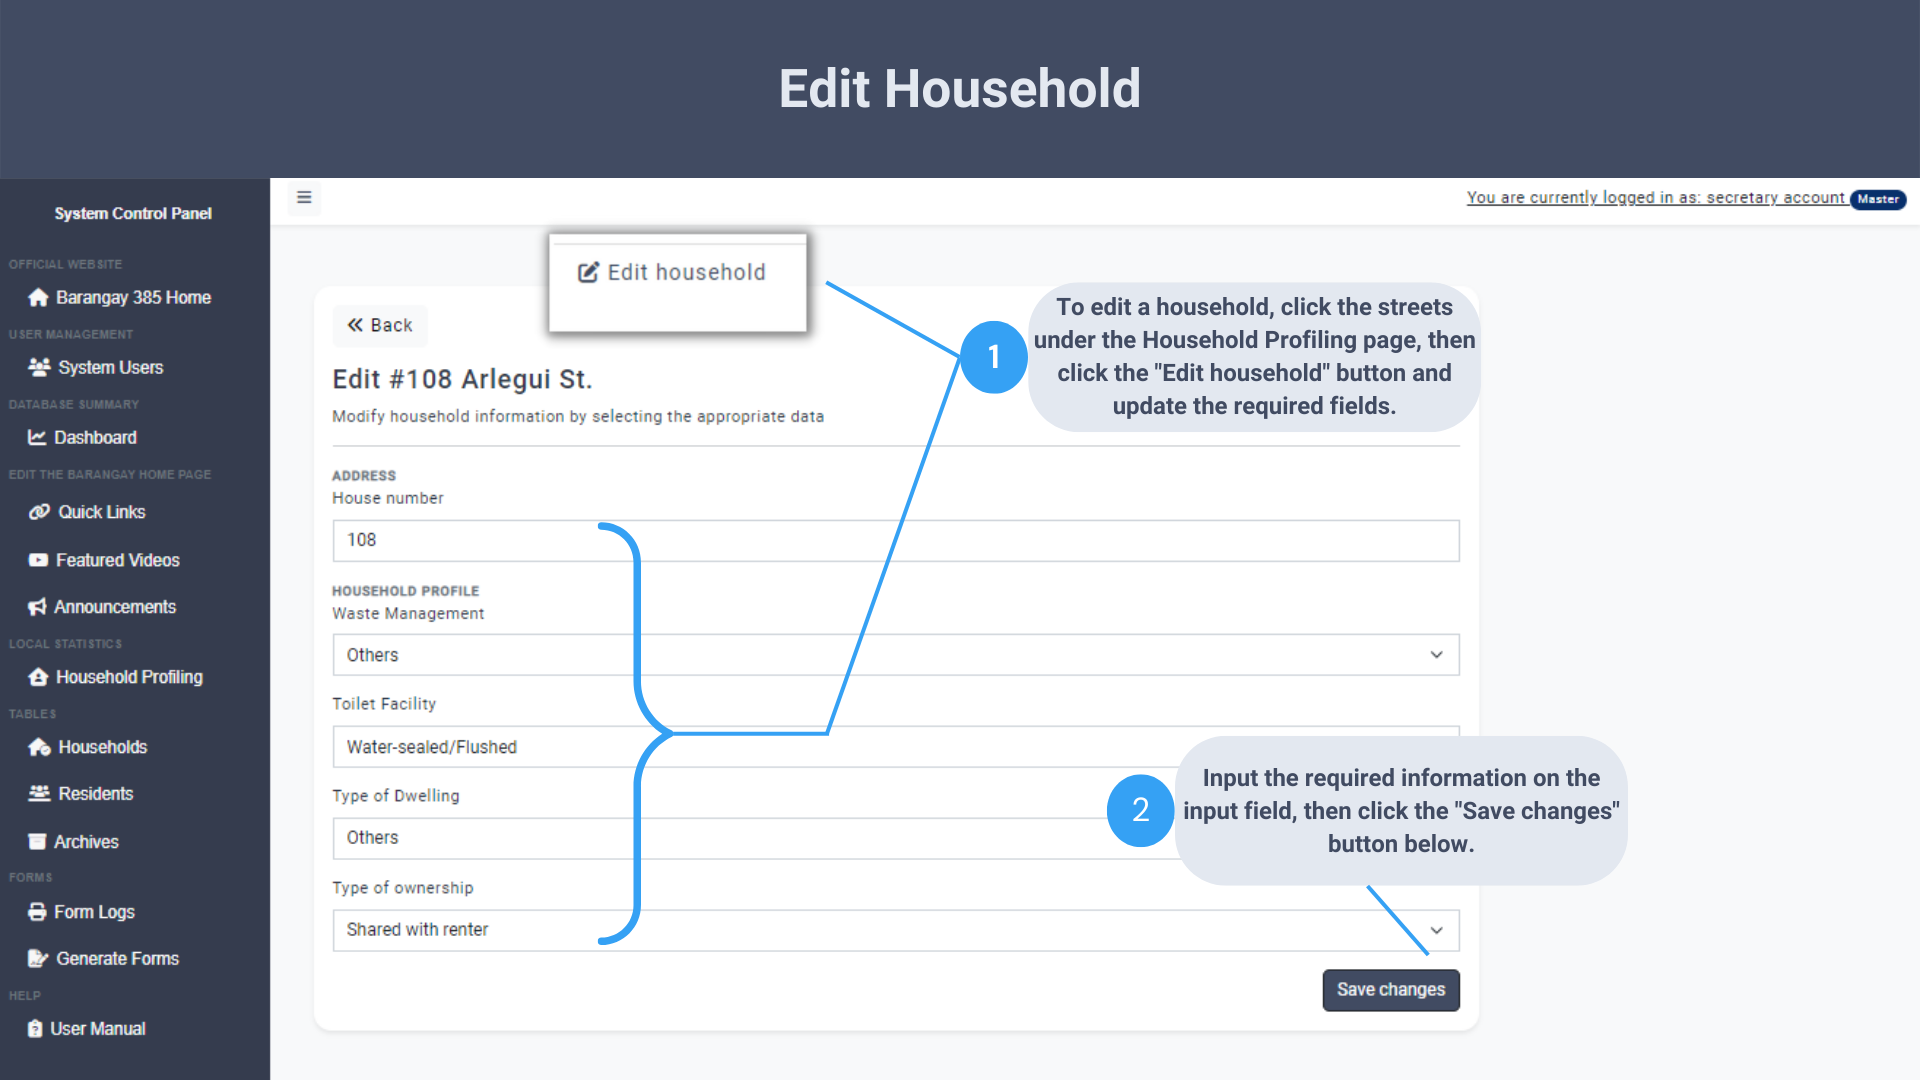 Edit Household
System Control Panel
OFFICIAL WEBSITE
Barangay 385 Home
USER MANAGEMENT
System Users
DATABASE SUMMARY
Dashboard
EDIT THE BARANGAY HOME PAGE
Quick Links
Featured Videos
Announcements
LOCAL STATISTICS
Household Profiling
TABLES
Households
Residents
Archives
FORMS
Form Logs
Generate Forms
HELP
User Manual
You are currently logged in as: secretary account Master
Edit household
Back
Edit #108 Arlegui St.
Modify household information by selecting the appropriate data
1
To edit a household, click the streets
under the Household Profiling page, then
click the "Edit household" button and
update the required fields.
ADDRESS
House number
108
HOUSEHOLD PROFILE
Waste Management
Others
Toilet Facility
Water-sealed/Flushed
Type of Dwelling
Others
Type of ownership
Shared with renter
2
Input the required information on the
input field, then click the "Save changes"
button below.
Save changes